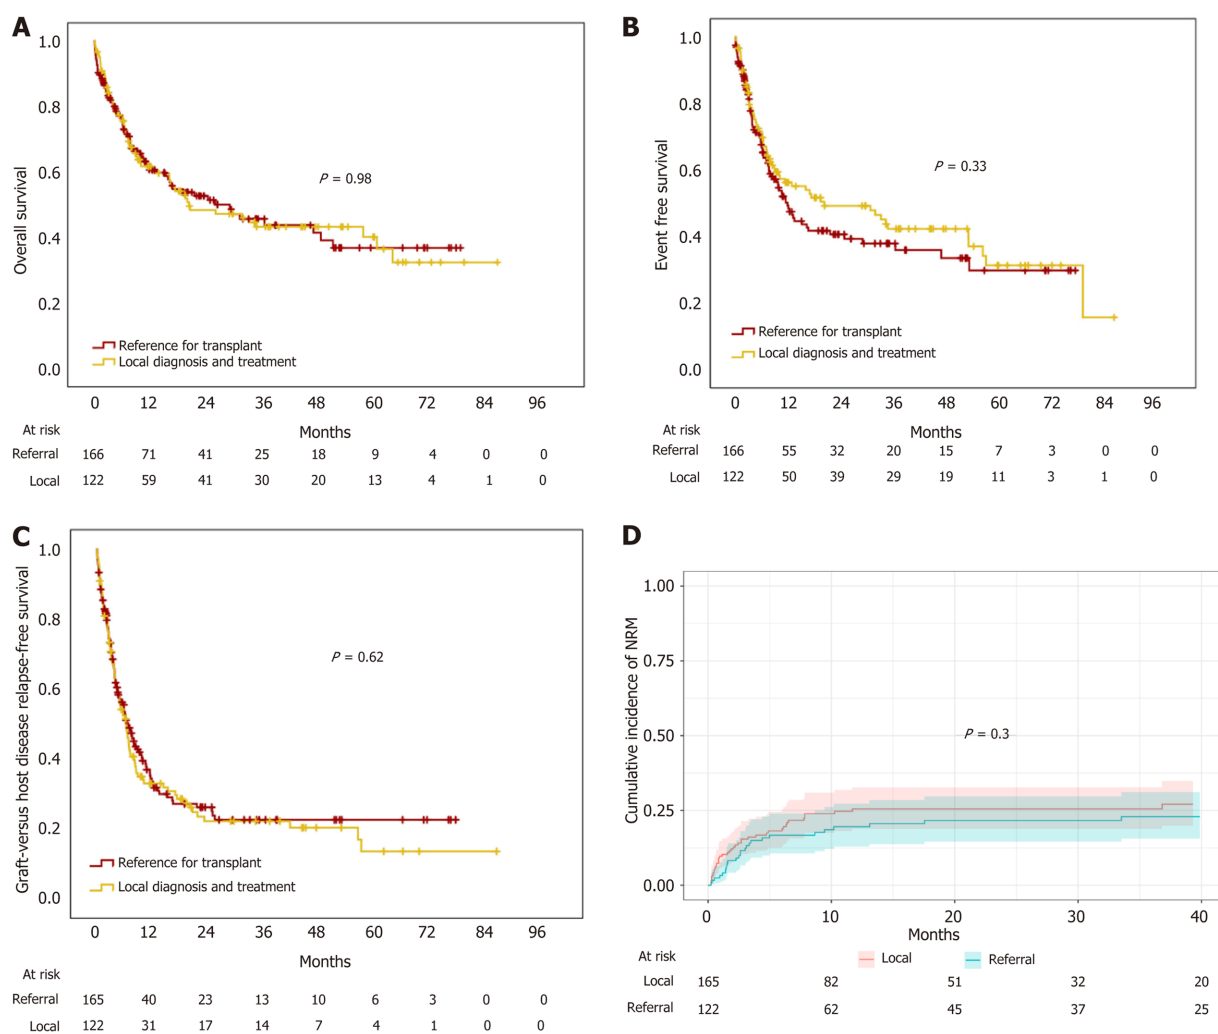 A
Overall survival
1.0
0.8
0.6
0.4
0.2
0.0
P = 0.98
Reference for transplant
Local diagnosis and treatment
0 12 24 36 48 60 72 84 96
At risk
Months
Referral 166 71 41 25 18 9 4 0 0
Local 122 59 41 30 20 13 4 1 0
B
Event free survival
1.0
0.8
0.6
0.4
0.2
0.0
P = 0.33
Reference for transplant
Local diagnosis and treatment
0 12 24 36 48 60 72 84 96
At risk
Months
Referral 166 55 32 20 15 7 3 0 0
Local 122 50 39 29 19 11 3 1 0
C
Graft-versus host disease relapse-free survival
1.0
0.8
0.6
0.4
0.2
0.0
P = 0.62
Reference for transplant
Local diagnosis and treatment
0 12 24 36 48 60 72 84 96
Months
At risk
Referral 165 40 23 13 10 6 3 0 0
Local 122 31 17 14 7 4 1 0 0
D
Cumulative incidence of NRM
1.00
0.75
0.50
0.25
0.00
P = 0.3
0 10 20 30 40
Months
At risk
Local Referral
Local 165 82 51 32 20
Referral 122 62 45 37 25